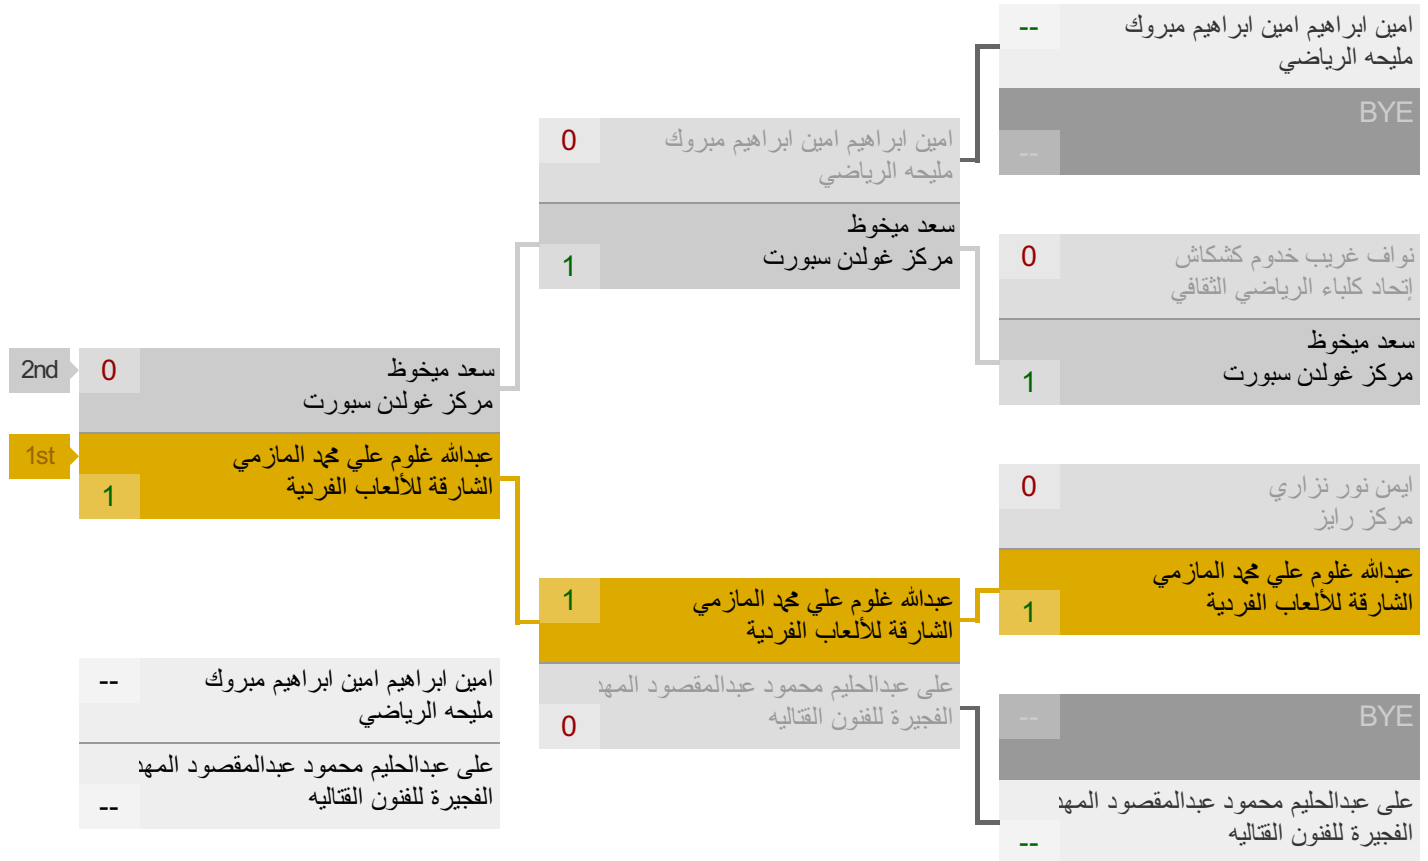 --
امين ابراهيم امين ابراهيم مبروك
مليحه الرياضي
BYE
--
0
نواف غريب خدوم كشكاش
إتحاد كلباء الرياضي الثقافي
سعد ميخوظ
مركز غولدن سبورت
1
0
ايمن نور نزاري
مركز رايز
عبدالله غلوم علي محمد المازمي
الشارقة للألعاب الفردية
1
--
BYE
على عبدالحليم محمود عبدالمقصود المهد
الفجيرة للفنون القتاليه
--
0
امين ابراهيم امين ابراهيم مبروك
مليحه الرياضي
سعد ميخوظ
مركز غولدن سبورت
1
1
عبدالله غلوم علي محمد المازمي
الشارقة للألعاب الفردية
على عبدالحليم محمود عبدالمقصود المهد
الفجيرة للفنون القتاليه
0
2nd
0
سعد ميخوظ
مركز غولدن سبورت
1st
عبدالله غلوم علي محمد المازمي
الشارقة للألعاب الفردية
1
--
امين ابراهيم امين ابراهيم مبروك
مليحه الرياضي
على عبدالحليم محمود عبدالمقصود المهد
الفجيرة للفنون القتاليه
--